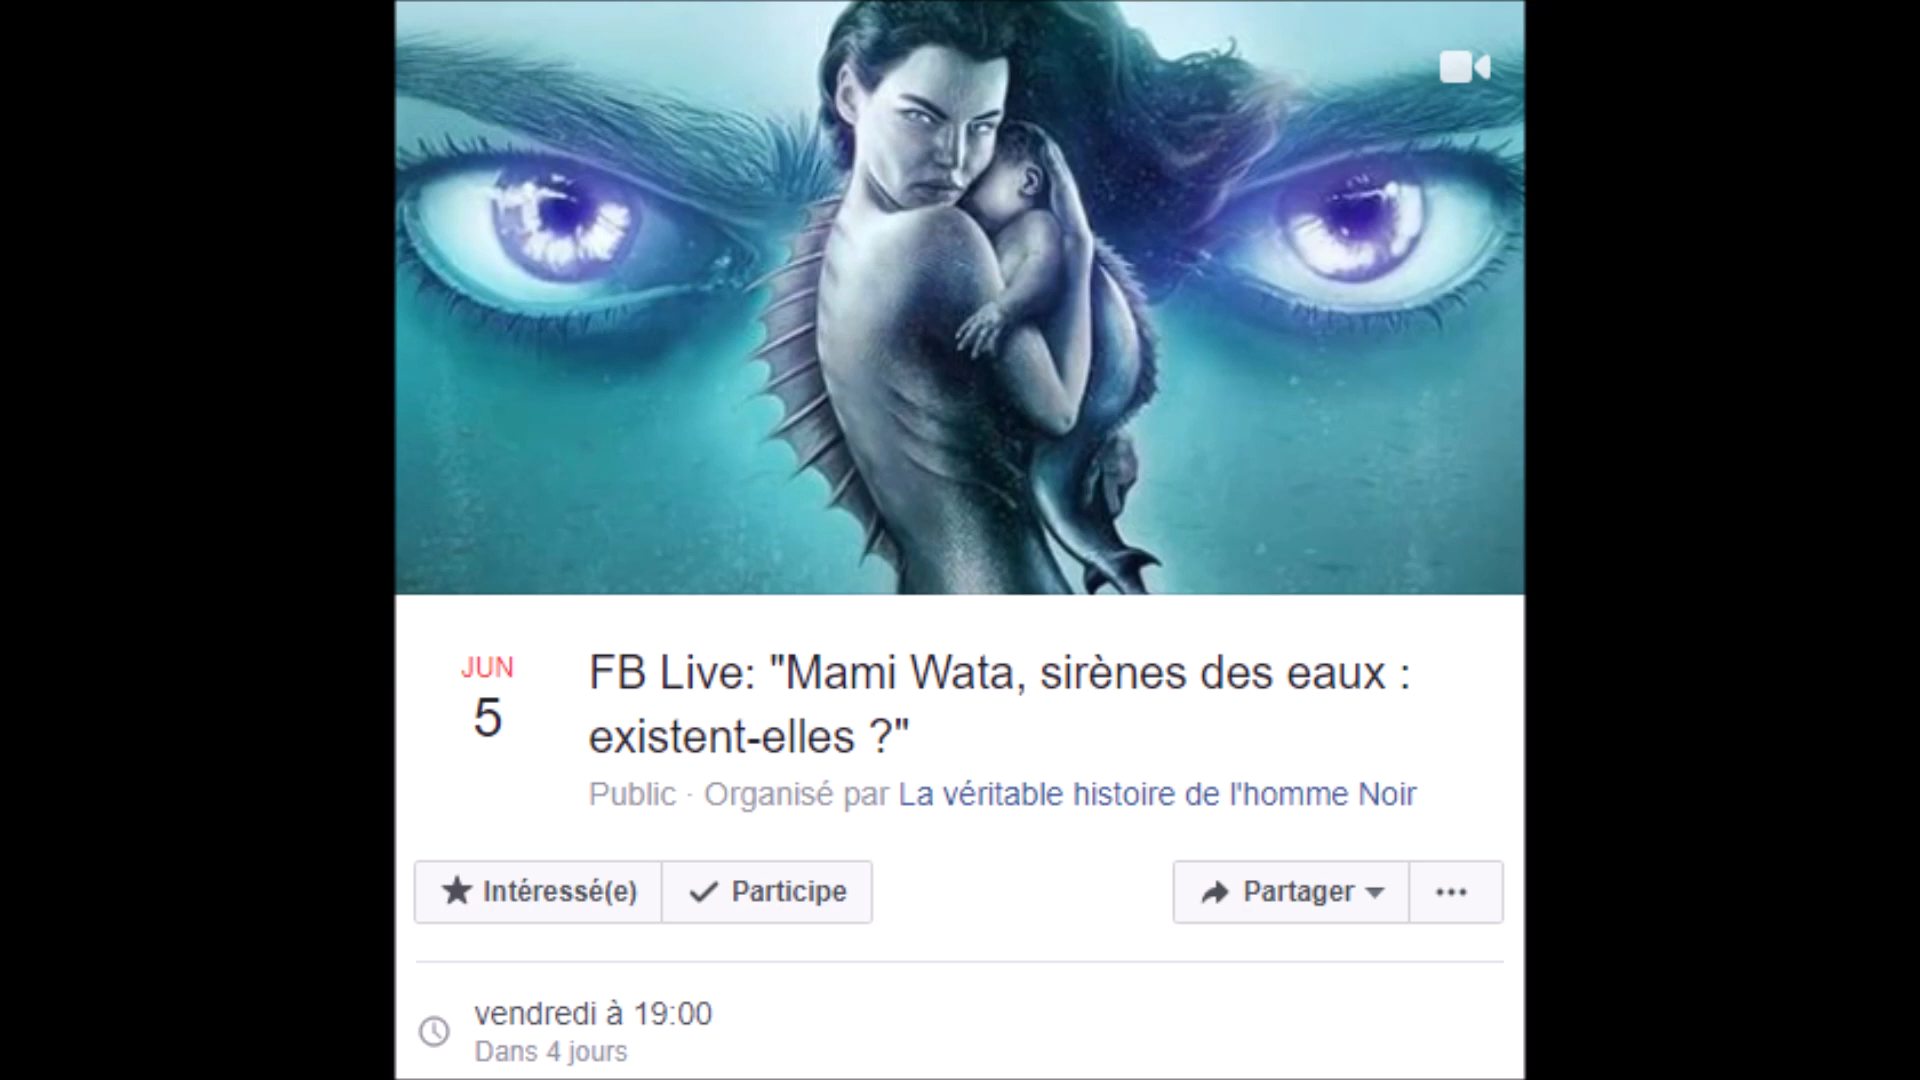 JUN
5
FB Live: "Mami Wata, sirènes des eaux :
existent-elles ?"
Public · Organisé par La véritable histoire de l'homme Noir
Intéressé(e)
Participe
Partager
vendredi à 19:00
Dans 4 jours